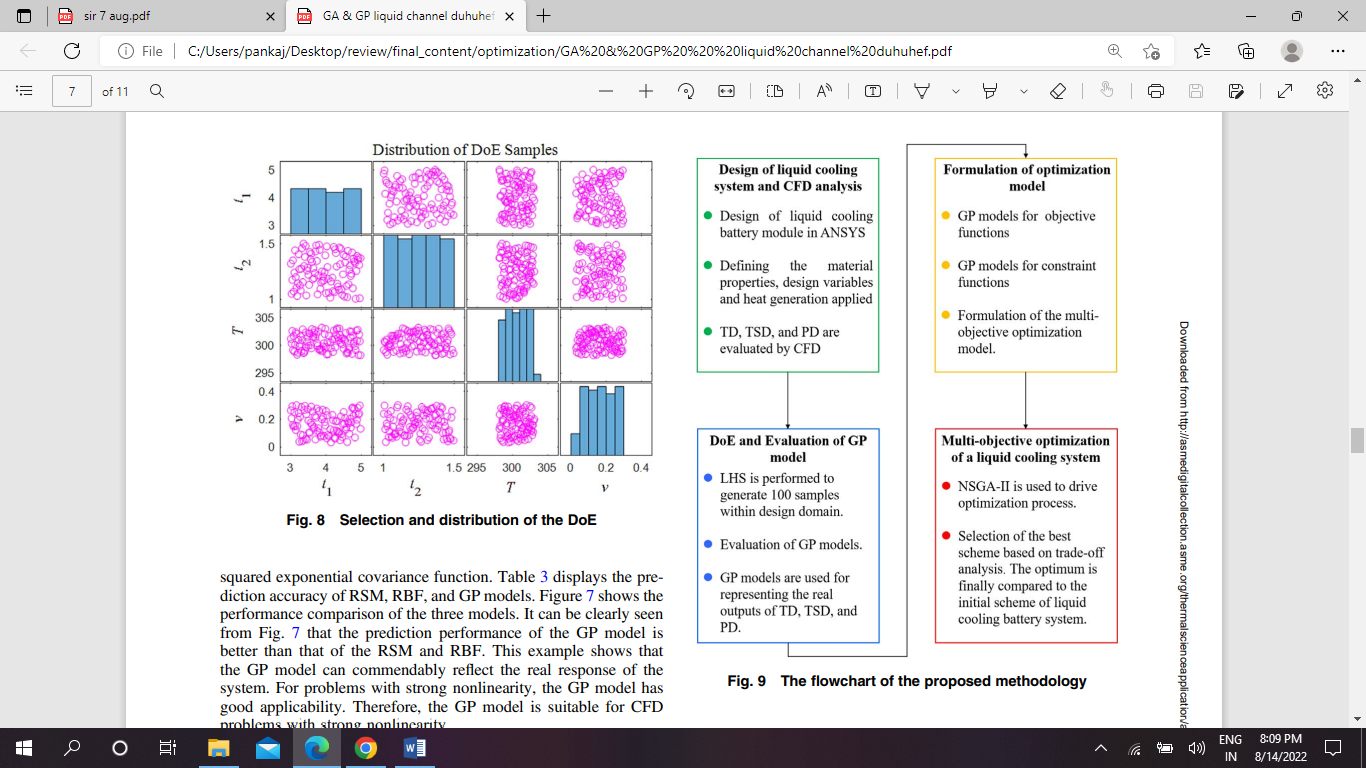 sir 7 aug.pdf
GA & GP liquid channel duhuhef
File
C:/Users/pankaj/Desktop/review/final_content/optimization/GA%20&%20GP%20%20%20liquid%20channel%20duhuhef.pdf
7
of 11
Distribution of DoE Samples
t1
5
4
3
t2
1.5
1
T
305
300
295
v
0.4
0.2
0
3 4 5 1 1.5 295 300 305 0 0.2 0.4
t1 t2 T v
Fig. 8 Selection and distribution of the DoE
squared exponential covariance function. Table 3 displays the pre-
diction accuracy of RSM, RBF, and GP models. Figure 7 shows the
performance comparison of the three models. It can be clearly seen
from Fig. 7 that the prediction performance of the GP model is
better than that of the RSM and RBF. This example shows that
the GP model can commendably reflect the real response of the
system. For problems with strong nonlinearity, the GP model has
good applicability. Therefore, the GP model is suitable for CFD
problems with strong nonlinearity.
Design of liquid cooling
system and CFD analysis
Design of liquid cooling
battery module in ANSYS
Defining the material
properties, design variables
and heat generation applied
TD, TSD, and PD are
evaluated by CFD
DoE and Evaluation of GP
model
LHS is performed to
generate 100 samples
within design domain.
Evaluation of GP models.
GP models are used for
representing the real
outputs of TD, TSD, and
PD.
Formulation of optimization
model
GP models for objective
functions
GP models for constraint
functions
Formulation of the multi-
objective optimization
model.
Multi-objective optimization
of a liquid cooling system
NSGA-II is used to drive
optimization process.
Selection of the best
scheme based on trade-off
analysis. The optimum is
finally compared to the
initial scheme of liquid
cooling battery system.
Fig. 9 The flowchart of the proposed methodology
Downloaded from http://asmedigitalcollection.asme.org/thermalscienceapplication/a
ENG
IN
8:09 PM
8/14/2022